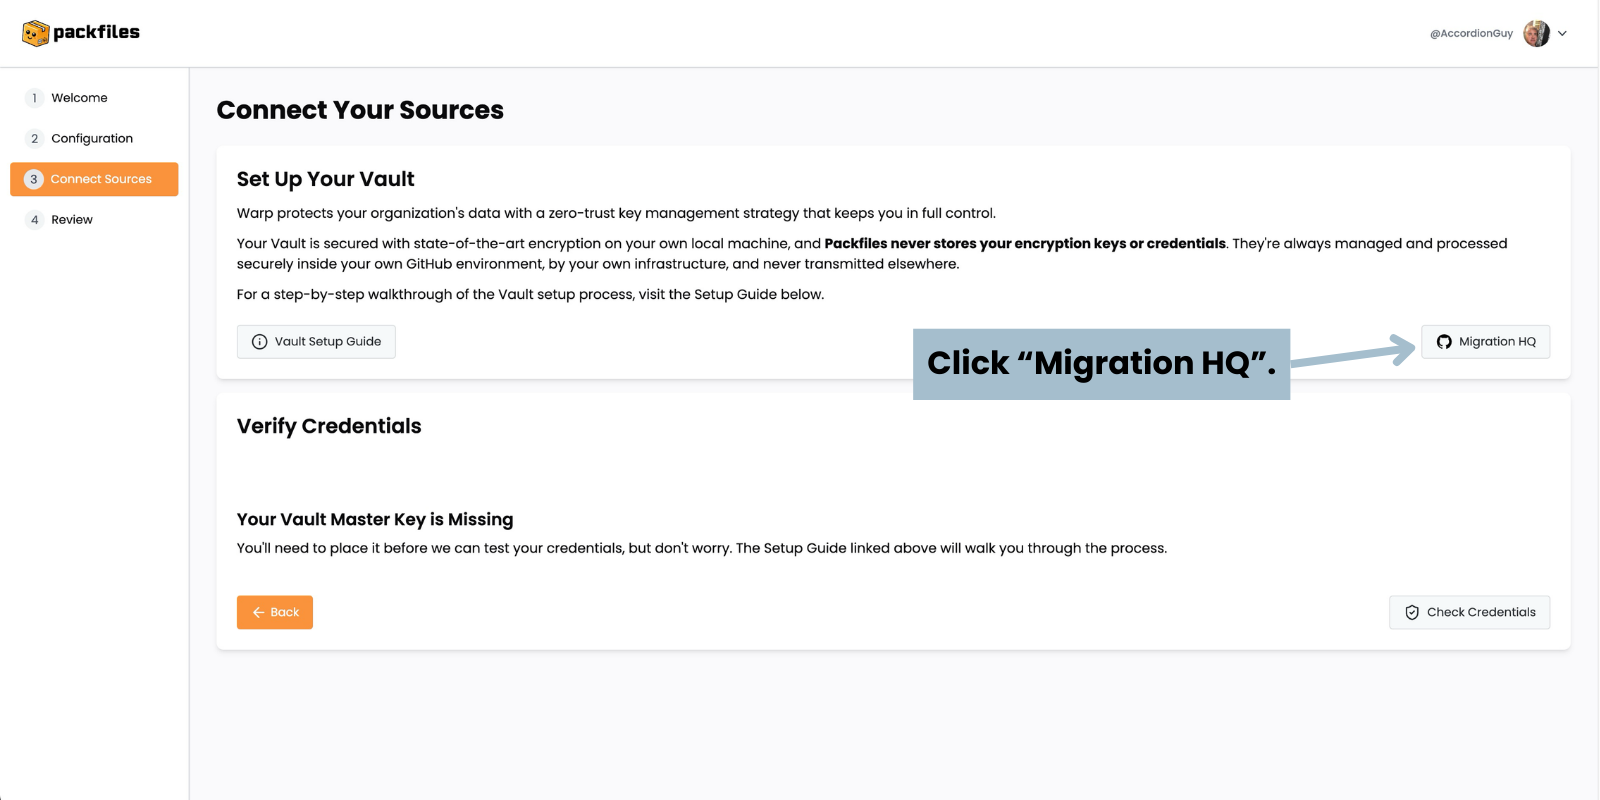 packfiles
@AccordionGuy
1 Welcome
2 Configuration
3 Connect Sources
4 Review
Connect Your Sources
Set Up Your Vault
Warp protects your organization's data with a zero-trust key management strategy that keeps you in full control.
Your Vault is secured with state-of-the-art encryption on your own local machine, and Packfiles never stores your encryption keys or credentials. They're always managed and processed
securely inside your own GitHub environment, by your own infrastructure, and never transmitted elsewhere.
For a step-by-step walkthrough of the Vault setup process, visit the Setup Guide below.
Vault Setup Guide
Click “Migration HQ”.
Migration HQ
Verify Credentials
Your Vault Master Key is Missing
You'll need to place it before we can test your credentials, but don't worry. The Setup Guide linked above will walk you through the process.
Back
Check Credentials